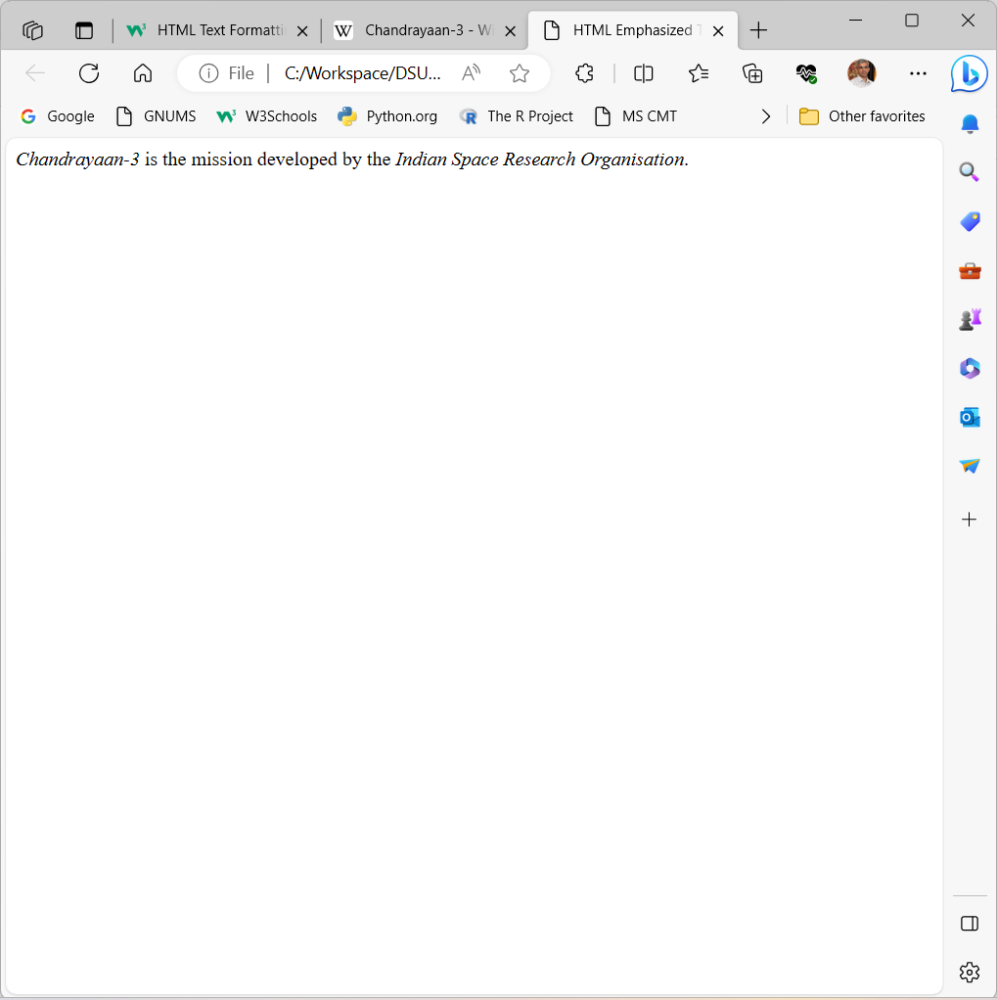 HTML Text Formatti
Chandrayaan-3 - W
HTML Emphasized
File
C:/Workspace/DSU...
Google
GNUMS
W3Schools
Python.org
The R Project
MS CMT
Other favorites
Chandrayaan-3 is the mission developed by the Indian Space Research Organisation.